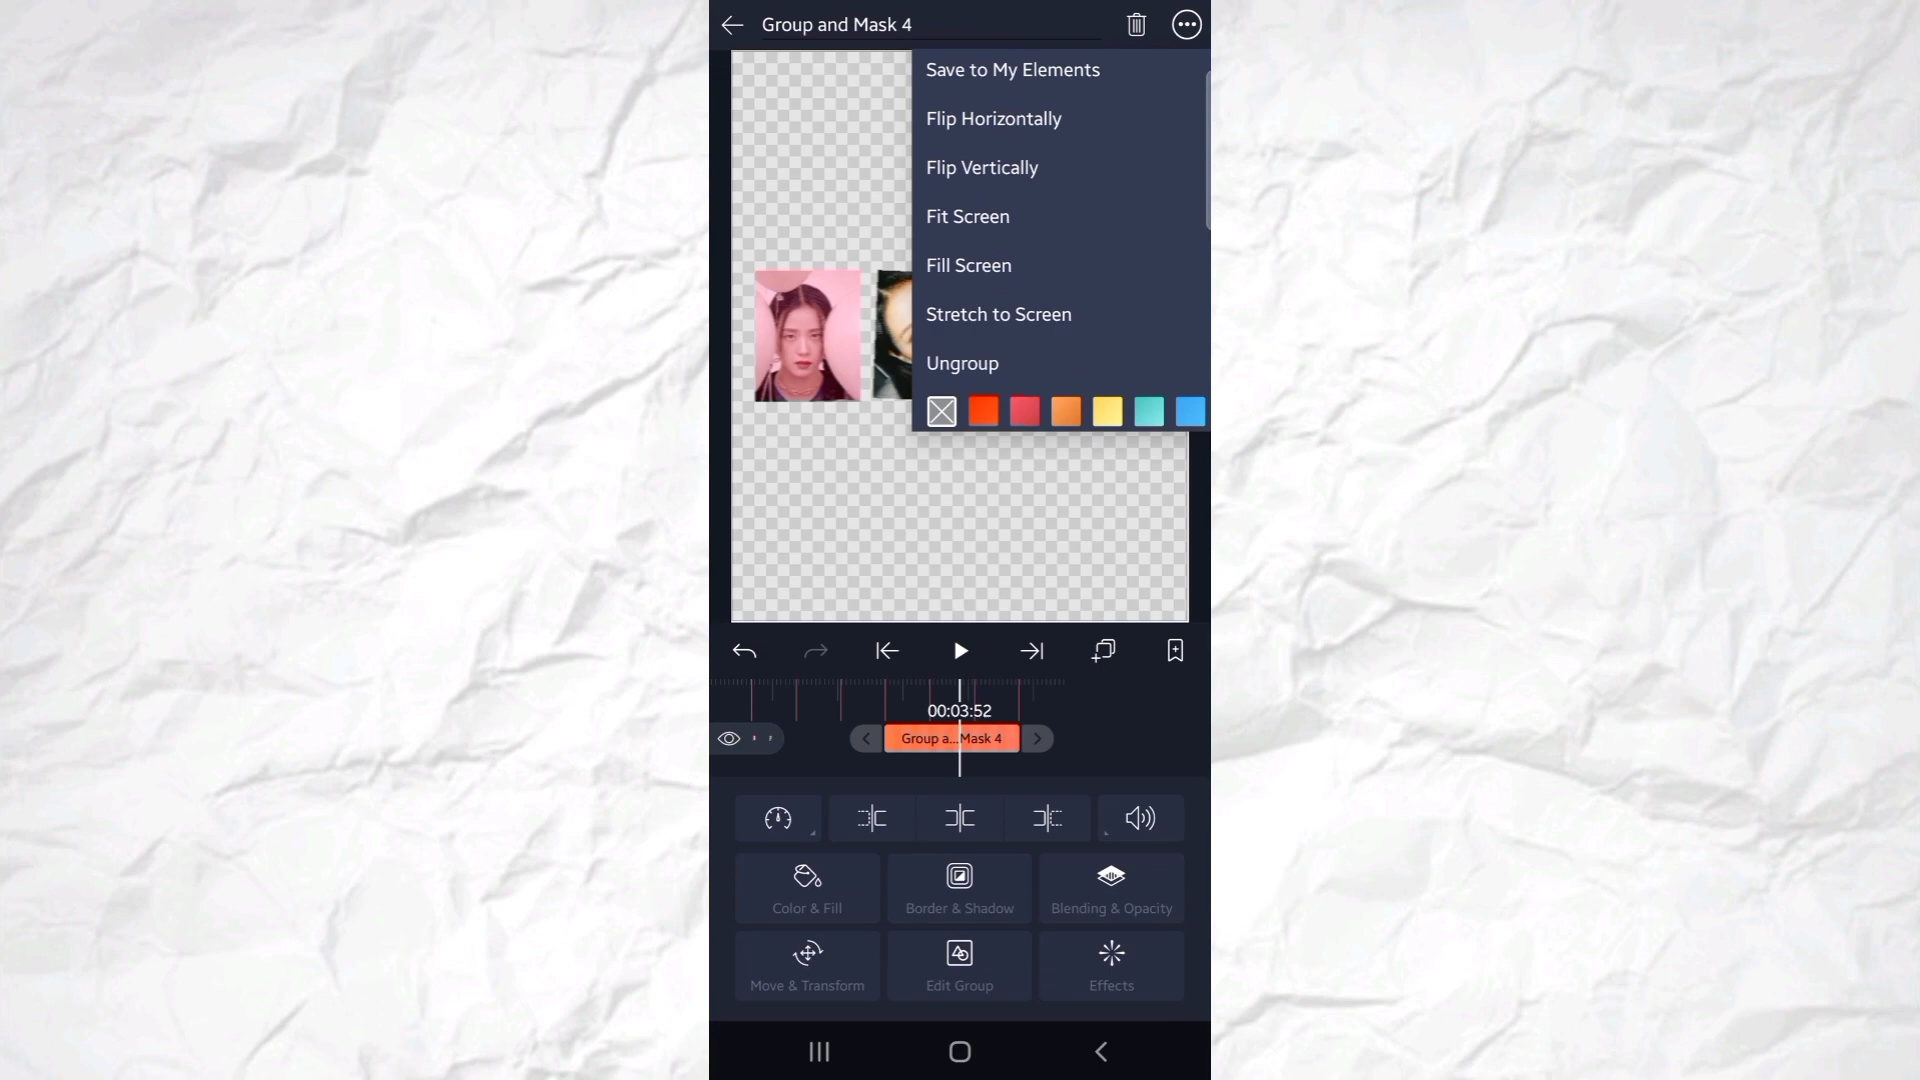 Group and Mask 4
Save to My Elements
Flip Horizontally
Flip Vertically
Fit Screen
Fill Screen
Stretch to Screen
Ungroup
00:03:52
Group a...Mask 4
Color & Fill
Border & Shadow
Blending & Opacity
Move & Transform
Edit Group
Effects